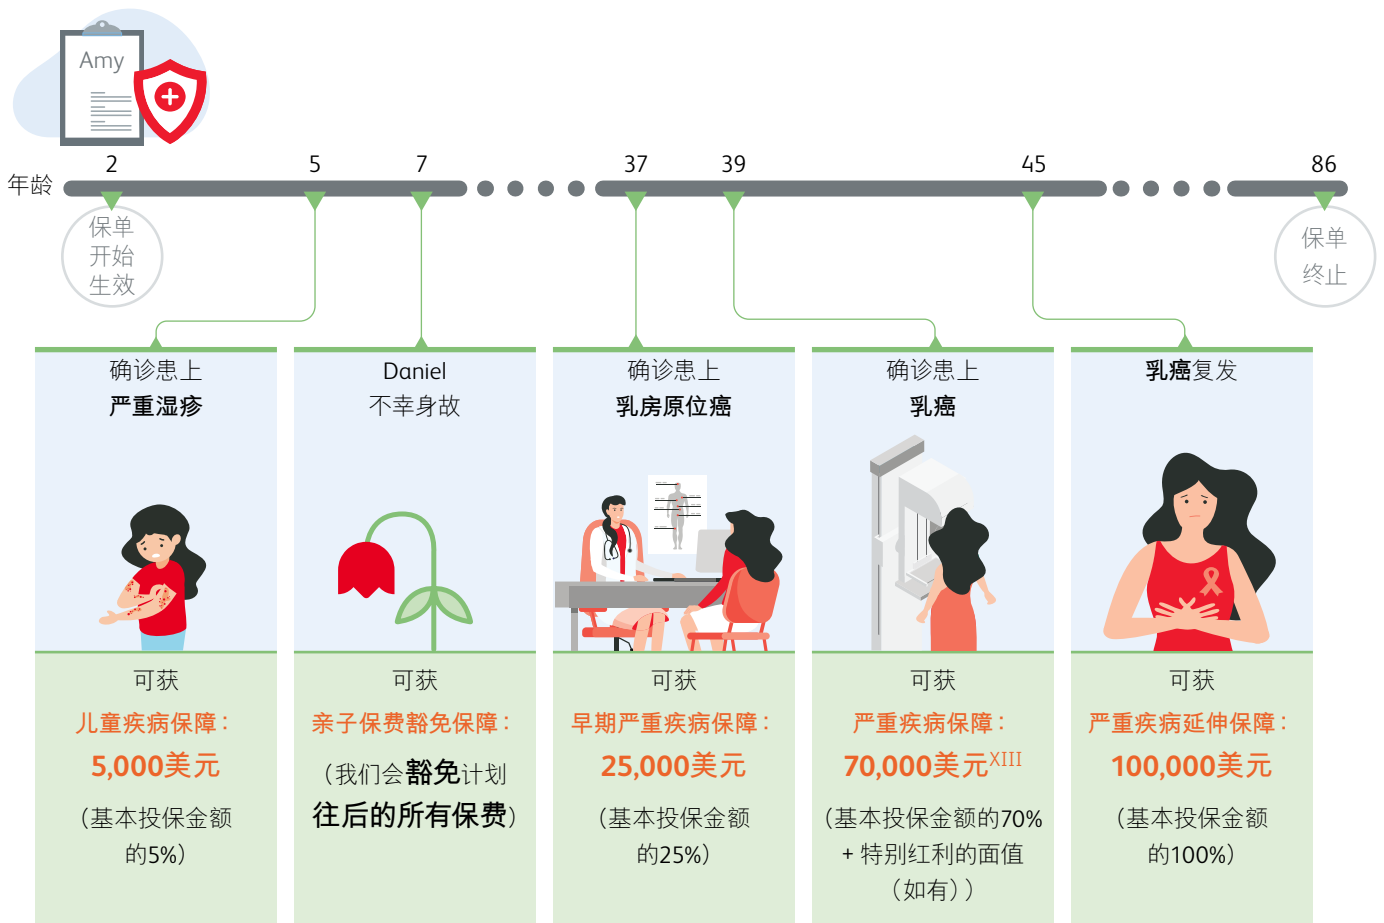 Amy
2
5
7
37
39
45
86
年龄
保单
开始
生效
保单
终止
确诊患上
严重湿疹
可获
儿童疾病保障：
5,000美元
（基本投保金额
的5%）
Daniel
不幸身故
可获
亲子保费豁免保障：
（我们会豁免计划
往后的所有保费）
确诊患上
乳房原位癌
可获
早期严重疾病保障：
25,000美元
（基本投保金额
的25%）
确诊患上
乳癌
可获
严重疾病保障：
70,000美元XIII
（基本投保金额的70%
+ 特别红利的面值
（如有））
乳癌复发
可获
严重疾病延伸保障：
100,000美元
（基本投保金额
的100%）